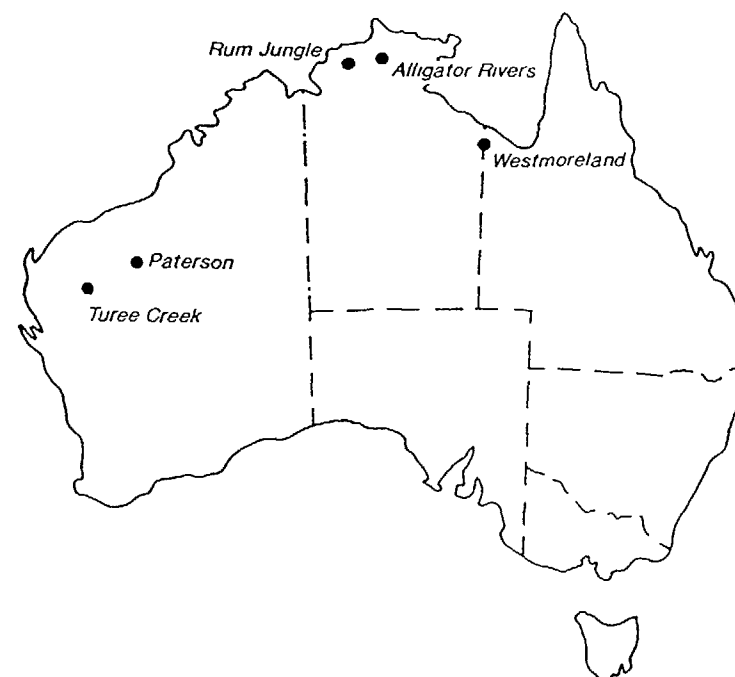 Rum Jungle
Alligator Rivers
Westmoreland
Paterson
Turee Creek